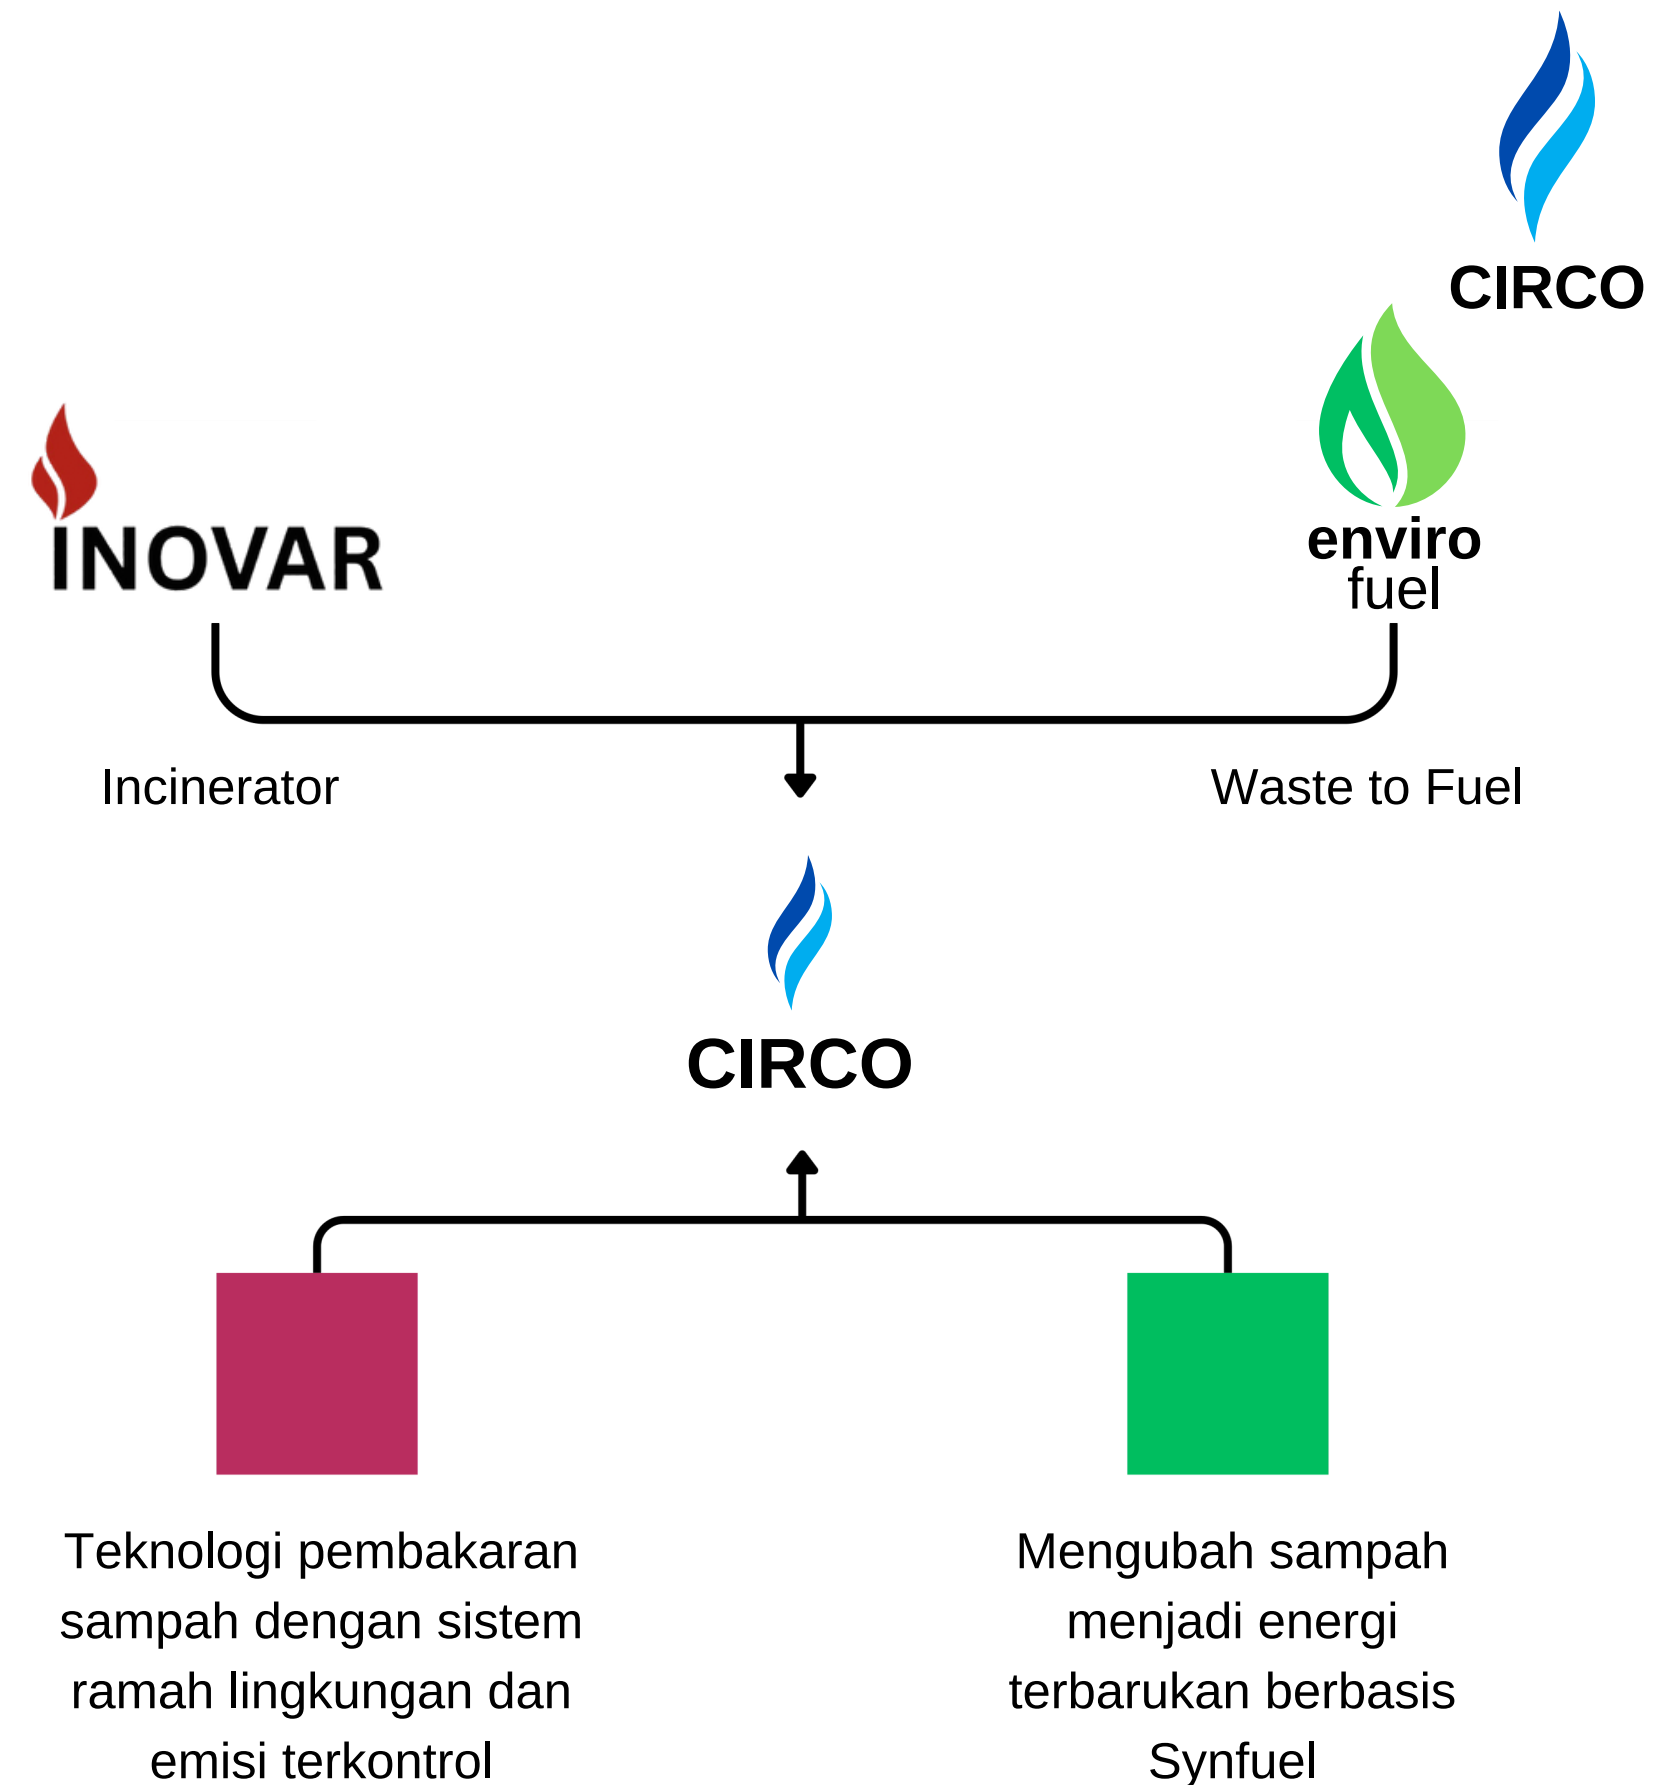 CIRCO
INOVAR
enviro
fuel
Incinerator
Waste to Fuel
CIRCO
Teknologi pembakaran
sampah dengan sistem
ramah lingkungan dan
emisi terkontrol
Mengubah sampah
menjadi energi
terbarukan berbasis
Synfuel